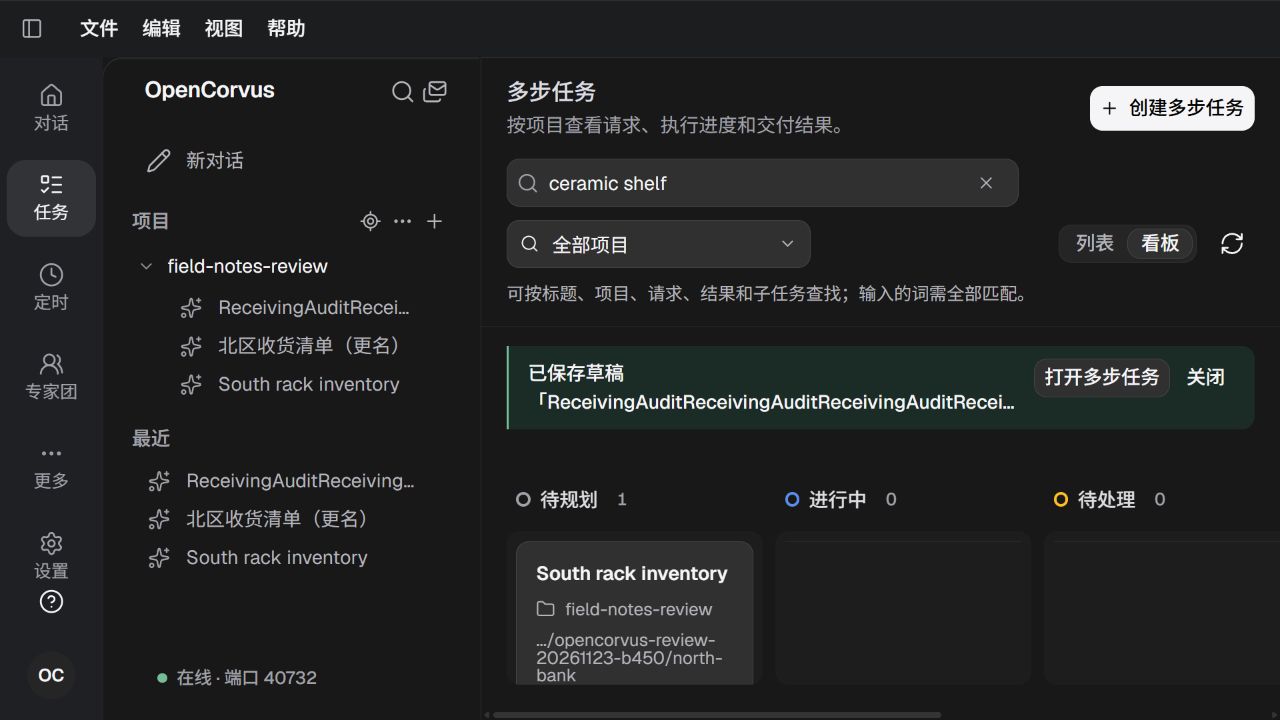 文件 编辑 视图 帮助
对话
任务
定时
专家团
更多
设置
OC
OpenCorvus
新对话
项目
field-notes-review
ReceivingAuditRecei...
北区收货清单（更名）
South rack inventory
最近
ReceivingAuditReceiving...
北区收货清单（更名）
South rack inventory
在线 · 端口 40732
多步任务
按项目查看请求、执行进度和交付结果。
+ 创建多步任务
ceramic shelf
全部项目
列表 看板
可按标题、项目、请求、结果和子任务查找；输入的词需全部匹配。
已保存草稿
「ReceivingAuditReceivingAuditReceivingAuditRecei...
打开多步任务 关闭
待规划 1
进行中 0
待处理 0
South rack inventory
field-notes-review
.../opencorvus-review-
20261123-b450/north-
bank